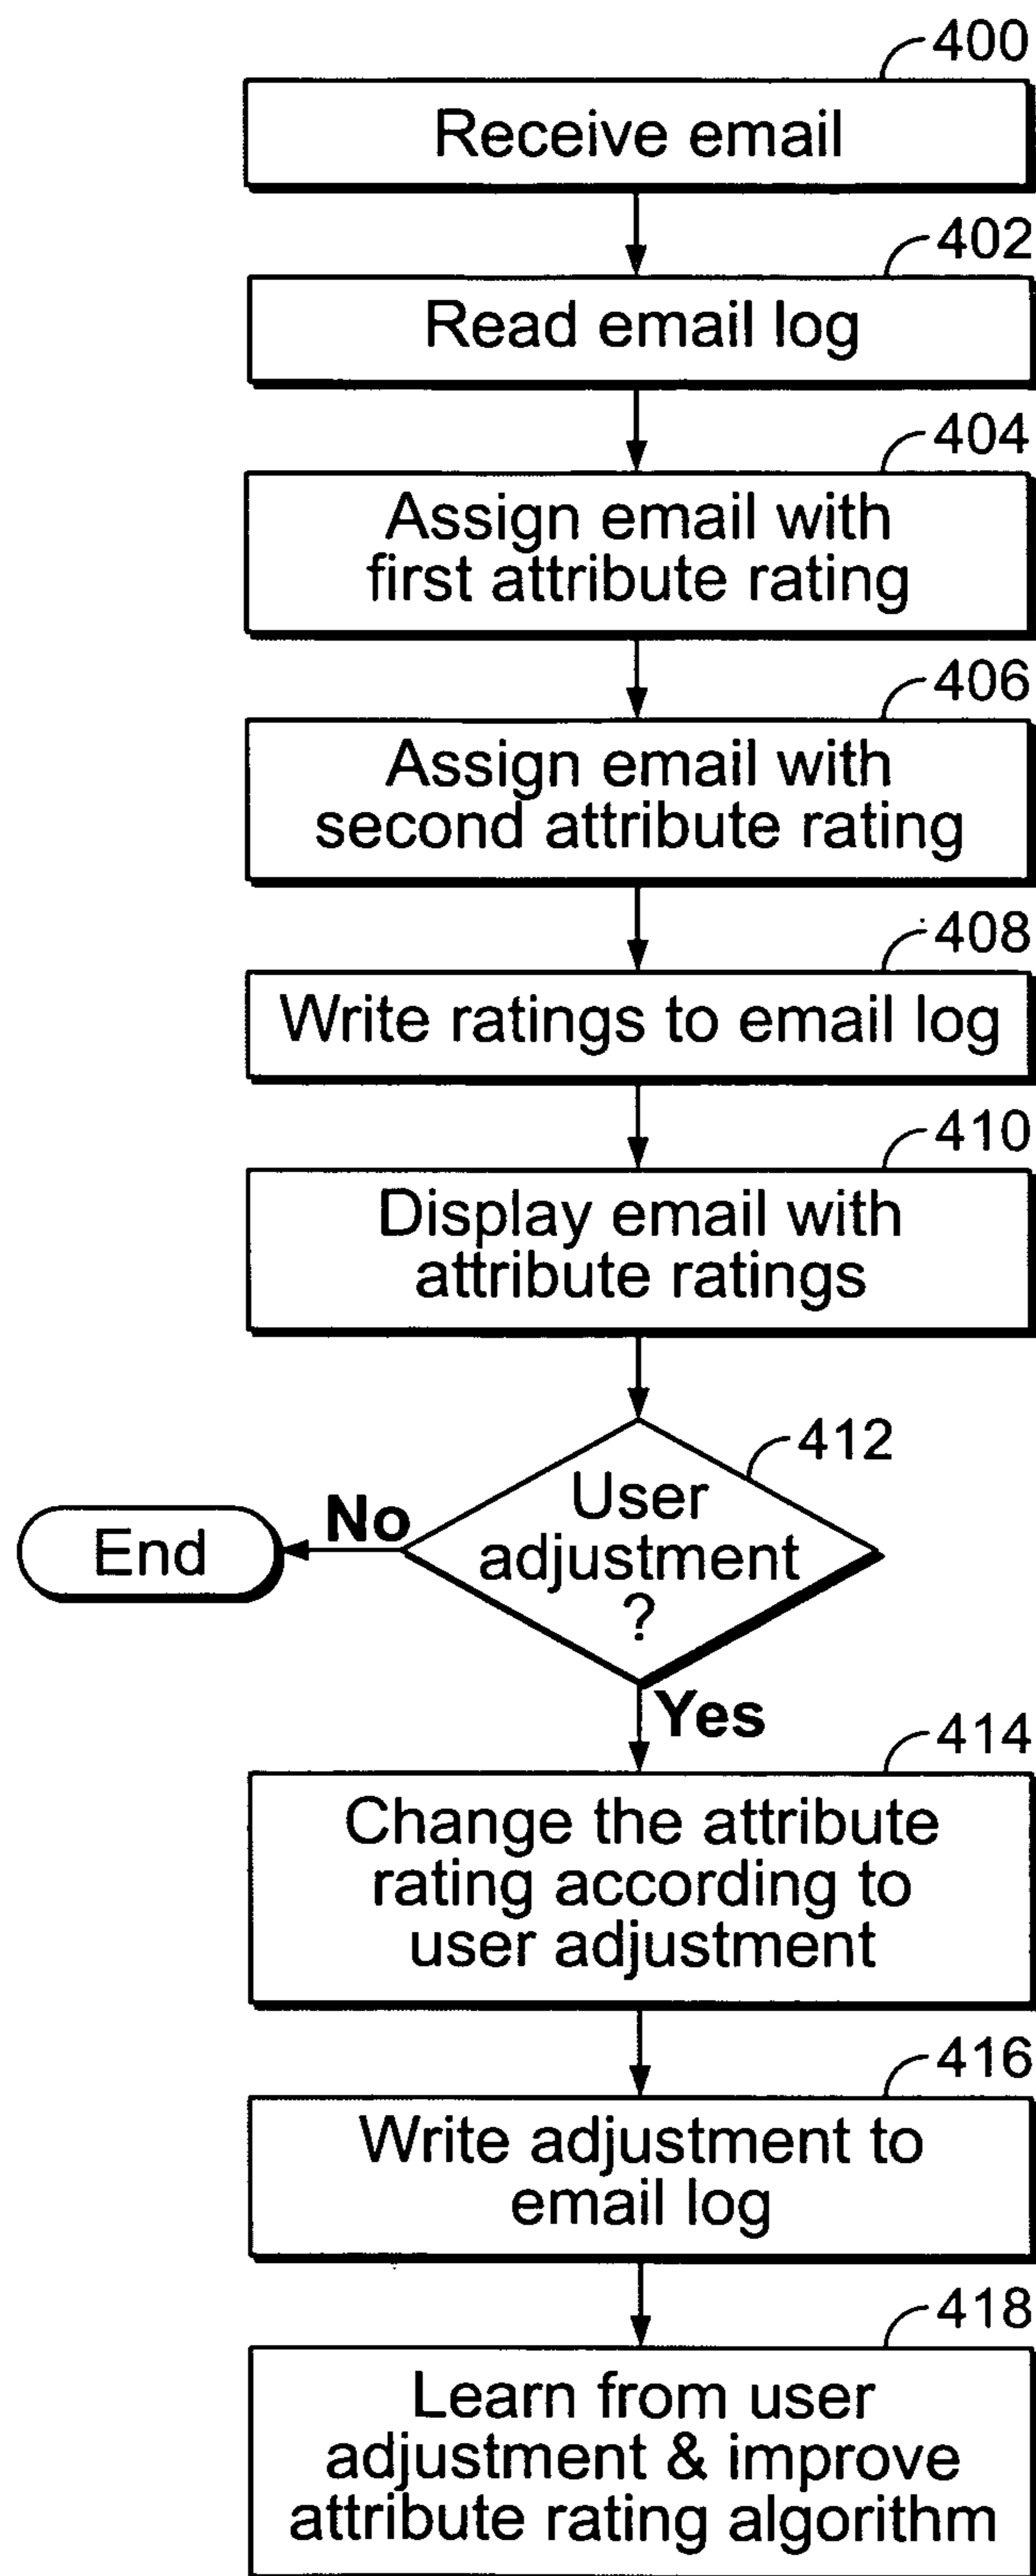 400
Receive email
402
Read email log
404
Assign email with
first attribute rating
406
Assign email with
second attribute rating
408
Write ratings to email log
410
Display email with
attribute ratings
412
User
adjustment
?
No
End
Yes
414
Change the attribute
rating according to
user adjustment
416
Write adjustment to
email log
418
Learn from user
adjustment & improve
attribute rating algorithm